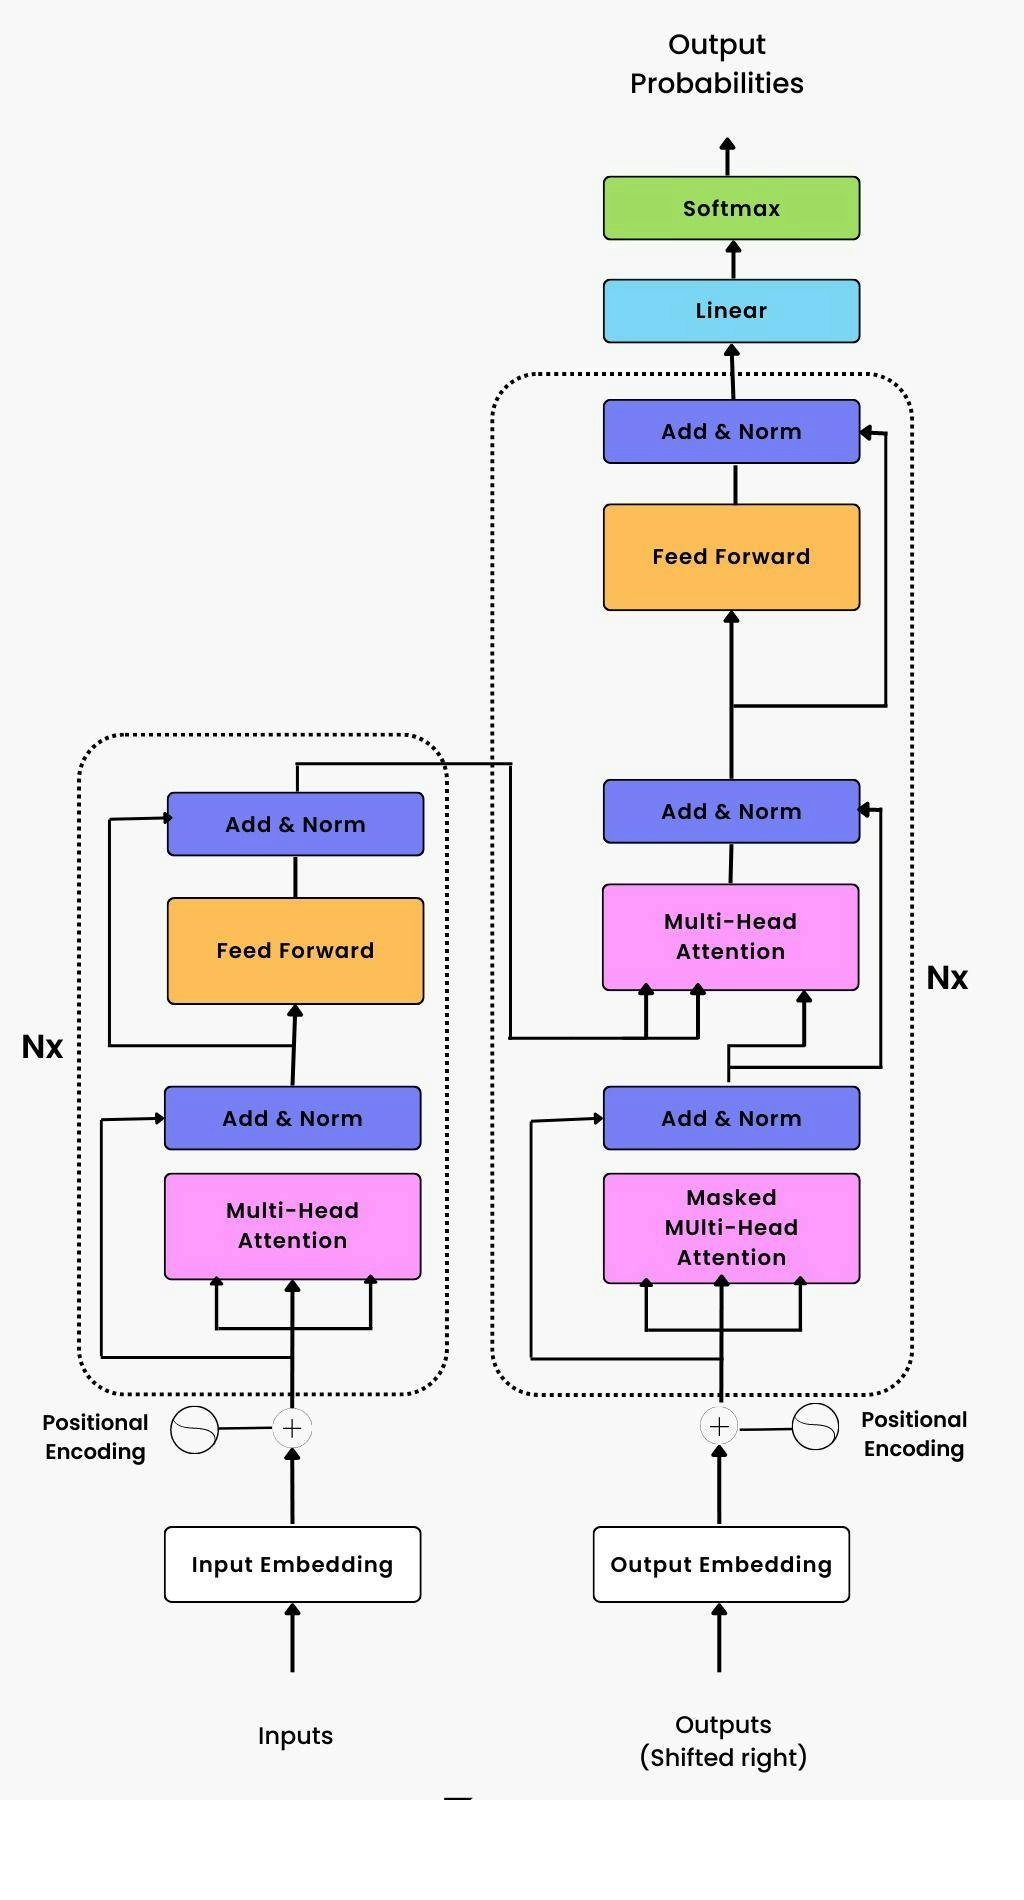 Output
Probabilities
Softmax
Linear
Add & Norm
Feed Forward
Add & Norm
Multi-Head
Attention
Nx
Add & Norm
Masked
MUlti-Head
Attention
Positional
Encoding
Output Embedding
Outputs
(Shifted right)
Add & Norm
Feed Forward
Nx
Add & Norm
Multi-Head
Attention
Positional
Encoding
Input Embedding
Inputs